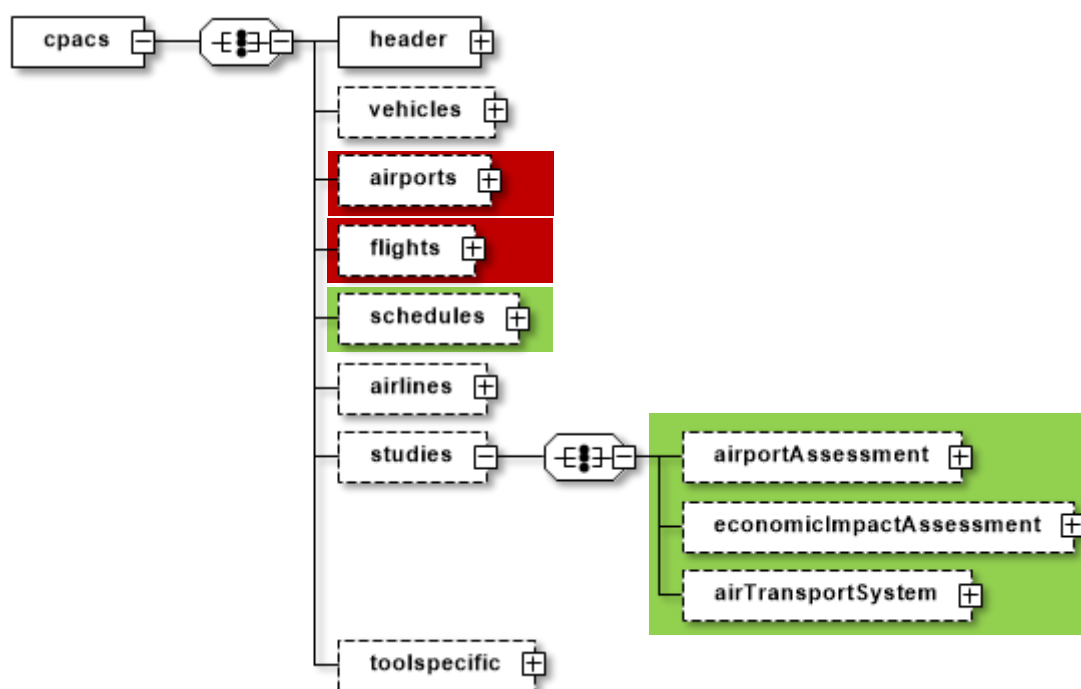 cpacs
header
vehicles
airports
flights
schedules
airlines
studies
airportAssessment
economicImpactAssessment
airTransportSystem
toolspecific